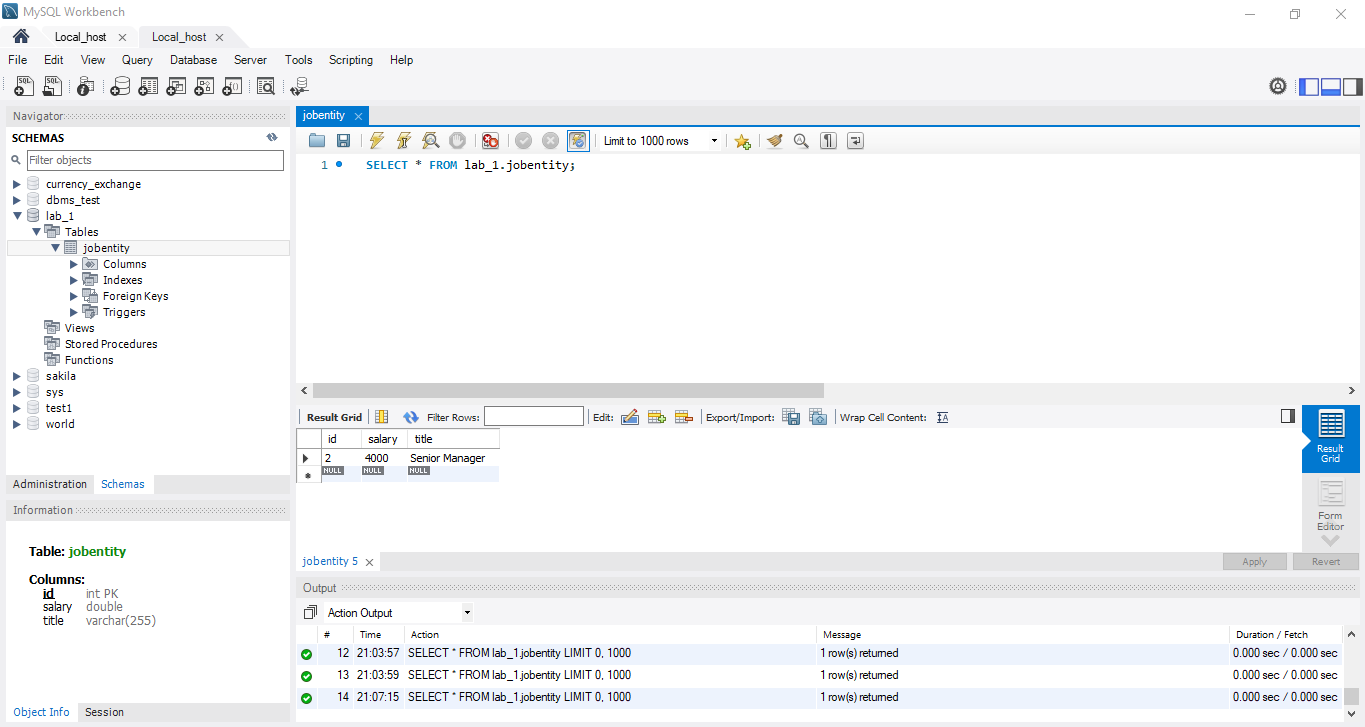 MySQL Workbench
Local_host
Local_host
File Edit View Query Database Server Tools Scripting Help
Navigator
SCHEMAS
Filter objects
currency_exchange
dbms_test
lab_1
Tables
jobentity
Columns
Indexes
Foreign Keys
Triggers
Views
Stored Procedures
Functions
sakila
sys
test1
world
Administration Schemas
Information
Table: jobentity
Columns:
id int PK
salary double
title varchar(255)
Object Info Session
jobentity
Limit to 1000 rows
1 SELECT * FROM lab_1.jobentity;
Result Grid Filter Rows: Edit: Export/Import: Wrap Cell Content:
id salary title
2 4000 Senior Manager
NULL NULL NULL
Result
Grid
Form
Editor
jobentity 5
Apply Revert
Output
Action Output
# Time Action Message Duration / Fetch
12 21:03:57 SELECT * FROM lab_1.jobentity LIMIT 0, 1000 1 row(s) returned 0.000 sec / 0.000 sec
13 21:03:59 SELECT * FROM lab_1.jobentity LIMIT 0, 1000 1 row(s) returned 0.000 sec / 0.000 sec
14 21:07:15 SELECT * FROM lab_1.jobentity LIMIT 0, 1000 1 row(s) returned 0.000 sec / 0.000 sec